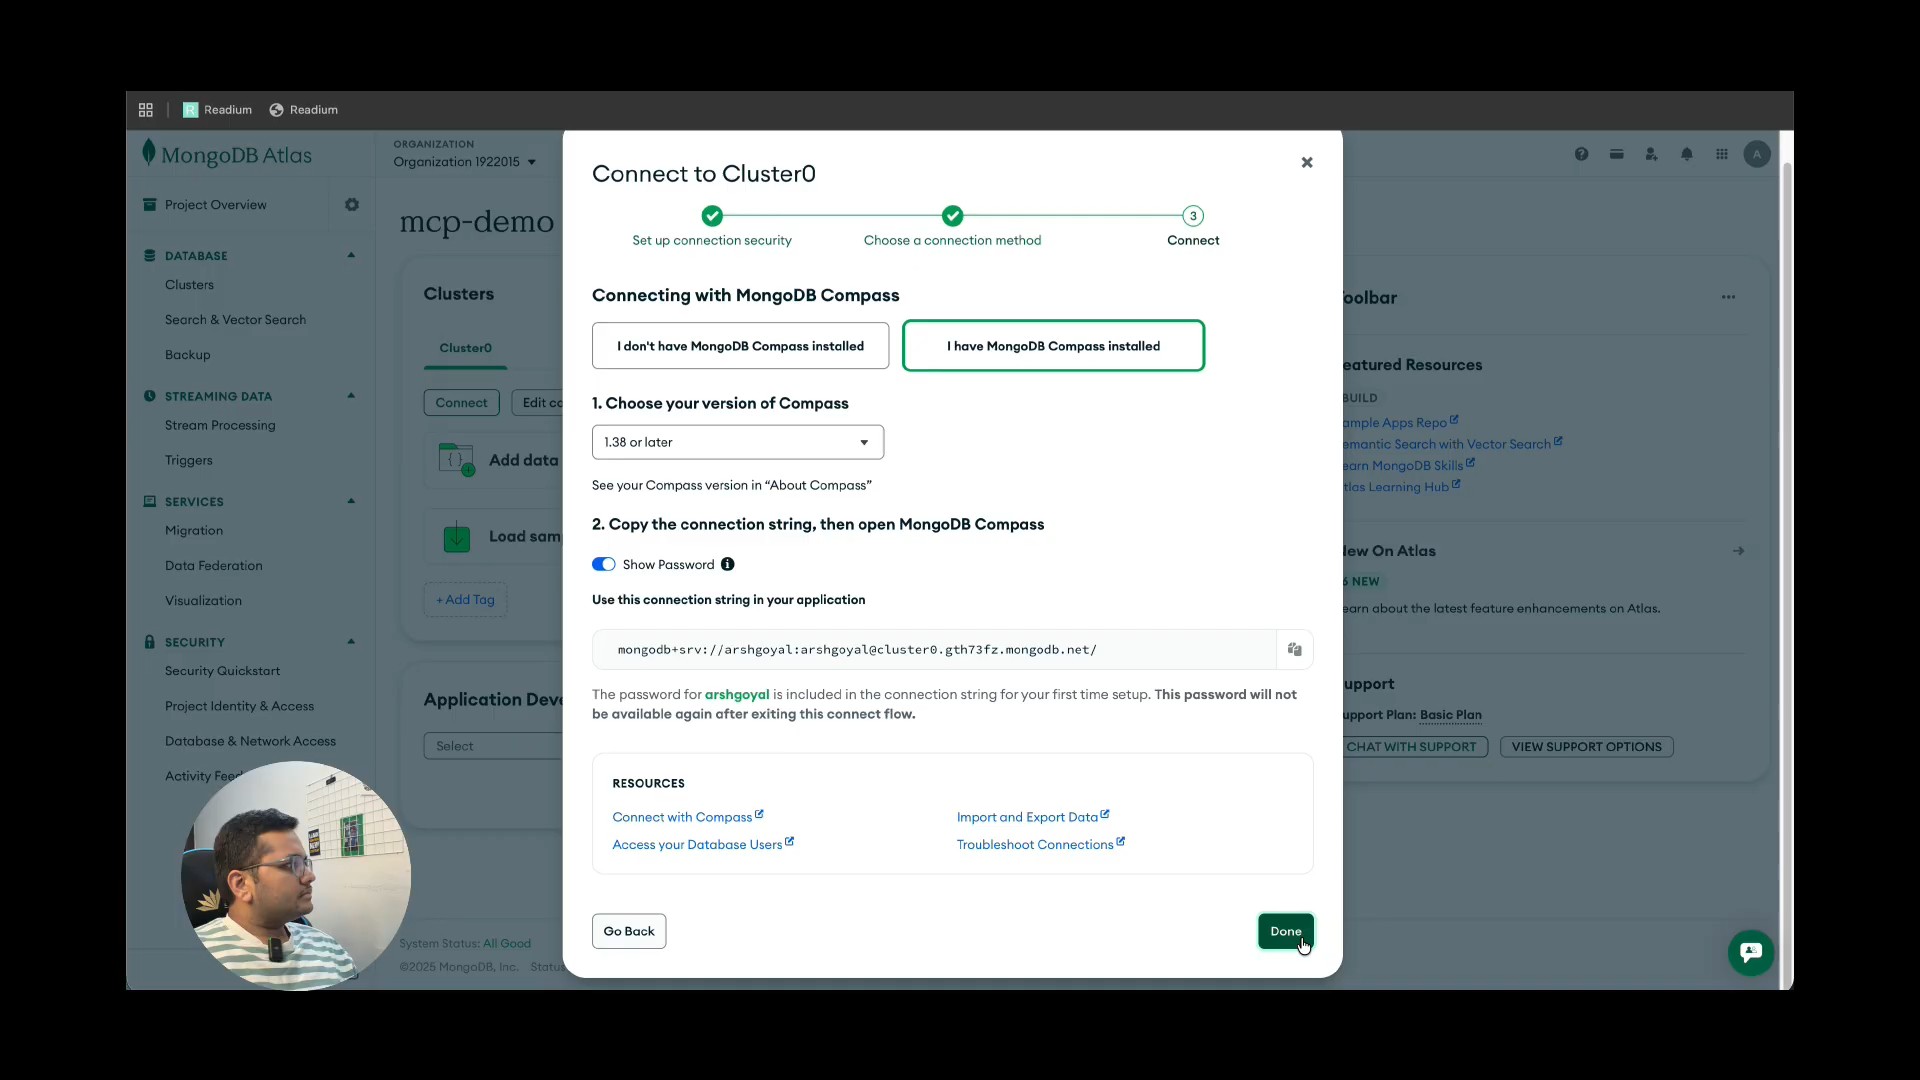 Readium
Readium
MongoDB Atlas
ORGANIZATION
Organization 1922015
Project Overview
DATABASE
Clusters
Search & Vector Search
Backup
STREAMING DATA
Stream Processing
Triggers
SERVICES
Migration
Data Federation
Visualization
SECURITY
Security Quickstart
Project Identity & Access
Database & Network Access
Activity Feed
mcp-demo
Clusters
Cluster0
Connect
Edit co
Add data
Load sam
+ Add Tag
Application Deve
Select
System Status: All Good
©2025 MongoDB, Inc. Status
Connect to Cluster0
3
Set up connection security
Choose a connection method
Connect
Connecting with MongoDB Compass
I don't have MongoDB Compass installed
I have MongoDB Compass installed
1. Choose your version of Compass
1.38 or later
See your Compass version in “About Compass”
2. Copy the connection string, then open MongoDB Compass
Show Password
Use this connection string in your application
mongodb+srv://arshgoyal:arshgoyal@cluster0.gth73fz.mongodb.net/
The password for arshgoyal is included in the connection string for your first time setup. This password will not
be available again after exiting this connect flow.
RESOURCES
Connect with Compass
Import and Export Data
Access your Database Users
Troubleshoot Connections
Go Back
Done
A
oolbar
eatured Resources
BUILD
ample Apps Repo
emantic Search with Vector Search
earn MongoDB Skills
tlas Learning Hub
New On Atlas
6 NEW
earn about the latest feature enhancements on Atlas.
upport
upport Plan: Basic Plan
CHAT WITH SUPPORT
VIEW SUPPORT OPTIONS